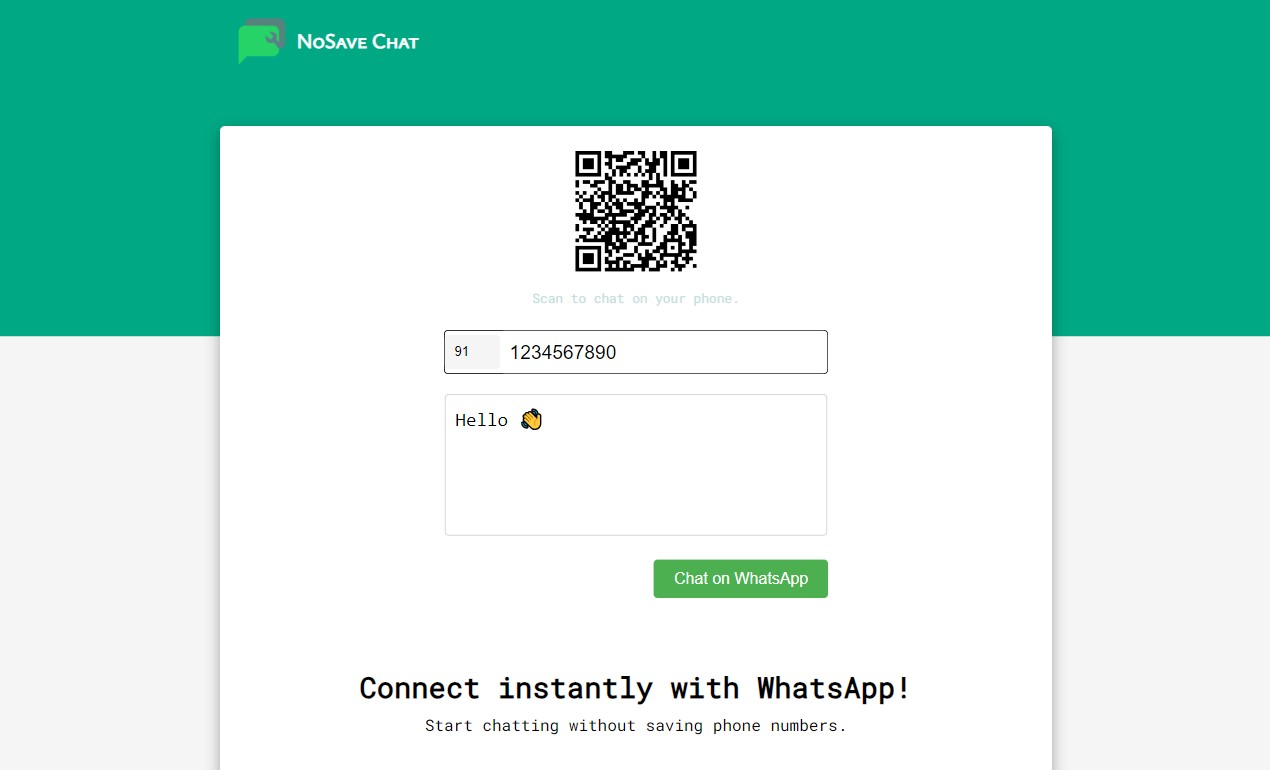 NoSave Chat
Scan to chat on your phone.
91 1234567890
Hello 👋
Chat on WhatsApp
Connect instantly with WhatsApp!
Start chatting without saving phone numbers.